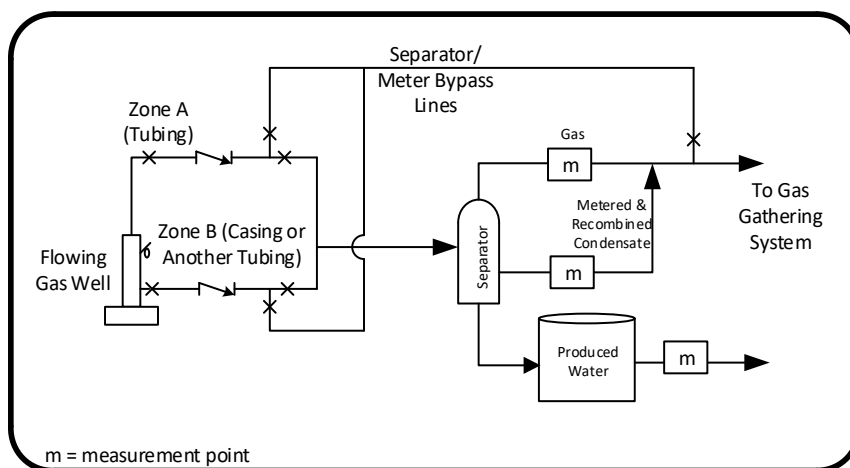 Separator/
Meter Bypass
Lines
Zone A
(Tubing)
Gas
m
To Gas
Gathering
System
Metered &
Recombined
Condensate
Zone B (Casing or
Another Tubing)
Flowing
Gas Well
Separator
m
Produced
Water
m
m = measurement point